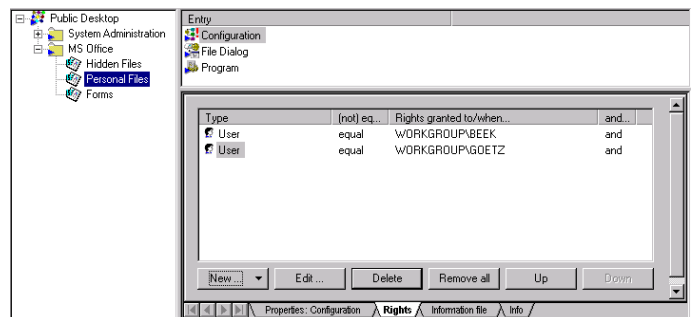 Public Desktop
System Administration
MS Office
Hidden Files
Personal Files
Forms
Entry
Configuration
File Dialog
Program
Type (not) eq... Rights granted to/when... and...
User equal WORKGROUP\BEEK and
User equal WORKGROUP\GOETZ and
New ... Edit ... Delete Remove all Up Down
Properties: Configuration Rights Information file Info